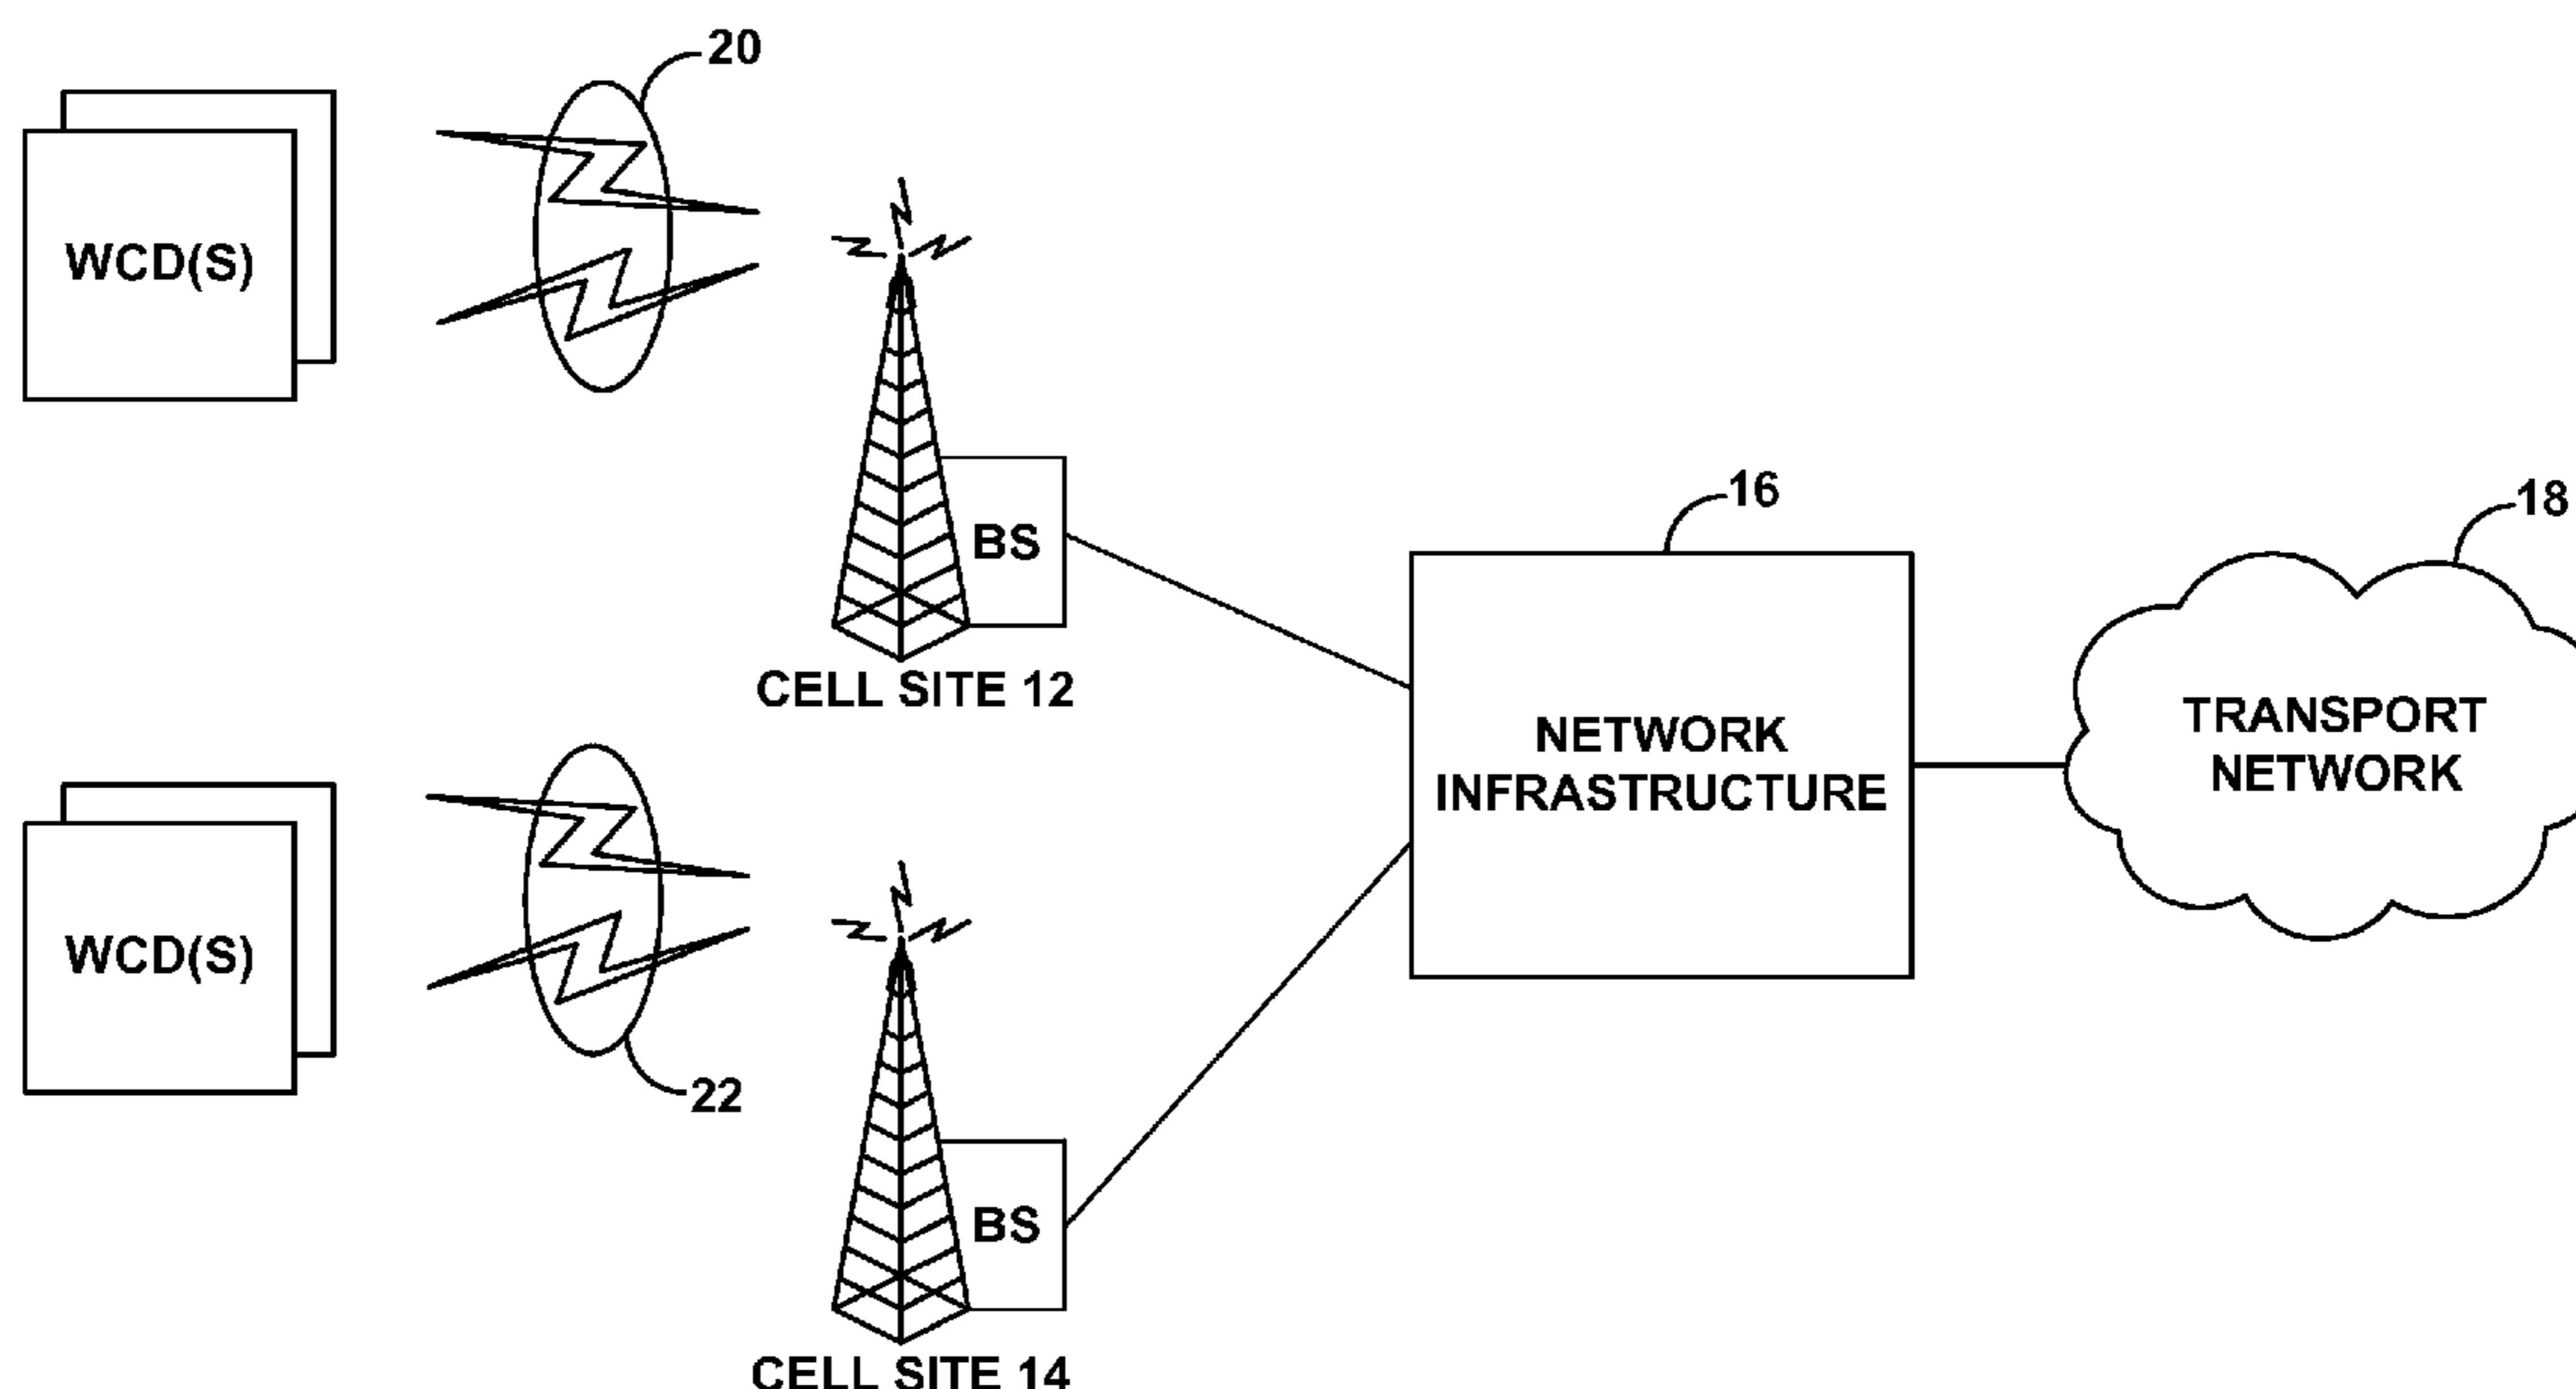 20
WCD(S)
BS
CELL SITE 12
16
18
NETWORK
INFRASTRUCTURE
TRANSPORT
NETWORK
WCD(S)
22
BS
CELL SITE 14